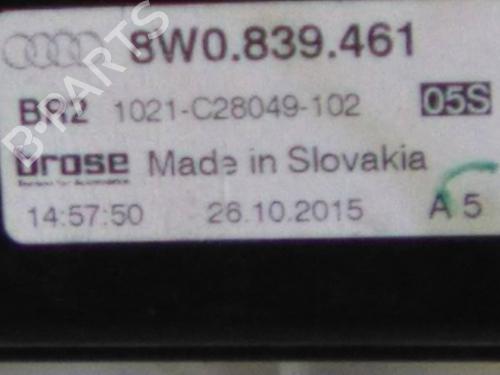 8W0.839.461
BR2 1021-C28049-102 05S
brose Made in Slovakia
14:57:50 26.10.2015 A 5
B-PARTS